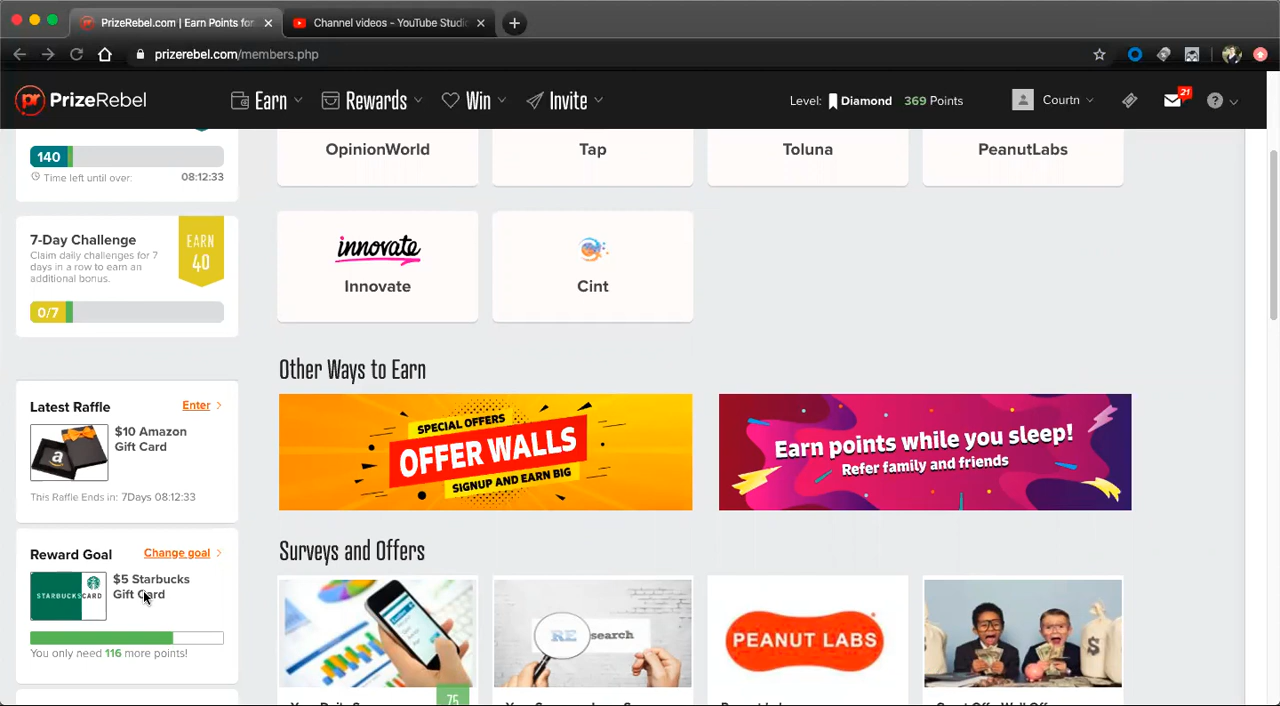 PrizeRebel.com | Earn Points for
Channel videos - YouTube Studi
prizerebel.com/members.php
pr PrizeRebel
Earn
Rewards
Win
Invite
Level: Diamond 369 Points
Courtn
21
?
140
Time left until over: 08:12:33
7-Day Challenge
Claim daily challenges for 7
days in a row to earn an
additional bonus.
EARN
40
0/7
Latest Raffle
Enter
$10 Amazon
Gift Card
a
This Raffle Ends in: 7Days 08:12:33
Reward Goal
Change goal
STARBUCKS CARD
$5 Starbucks
Gift Card
You only need 116 more points!
OpinionWorld
Tap
Toluna
PeanutLabs
innovate
Innovate
Cint
Other Ways to Earn
SPECIAL OFFERS
OFFER WALLS
SIGNUP AND EARN BIG
Earn points while you sleep!
Refer family and friends
Surveys and Offers
75
RE search
PEANUT LABS
$